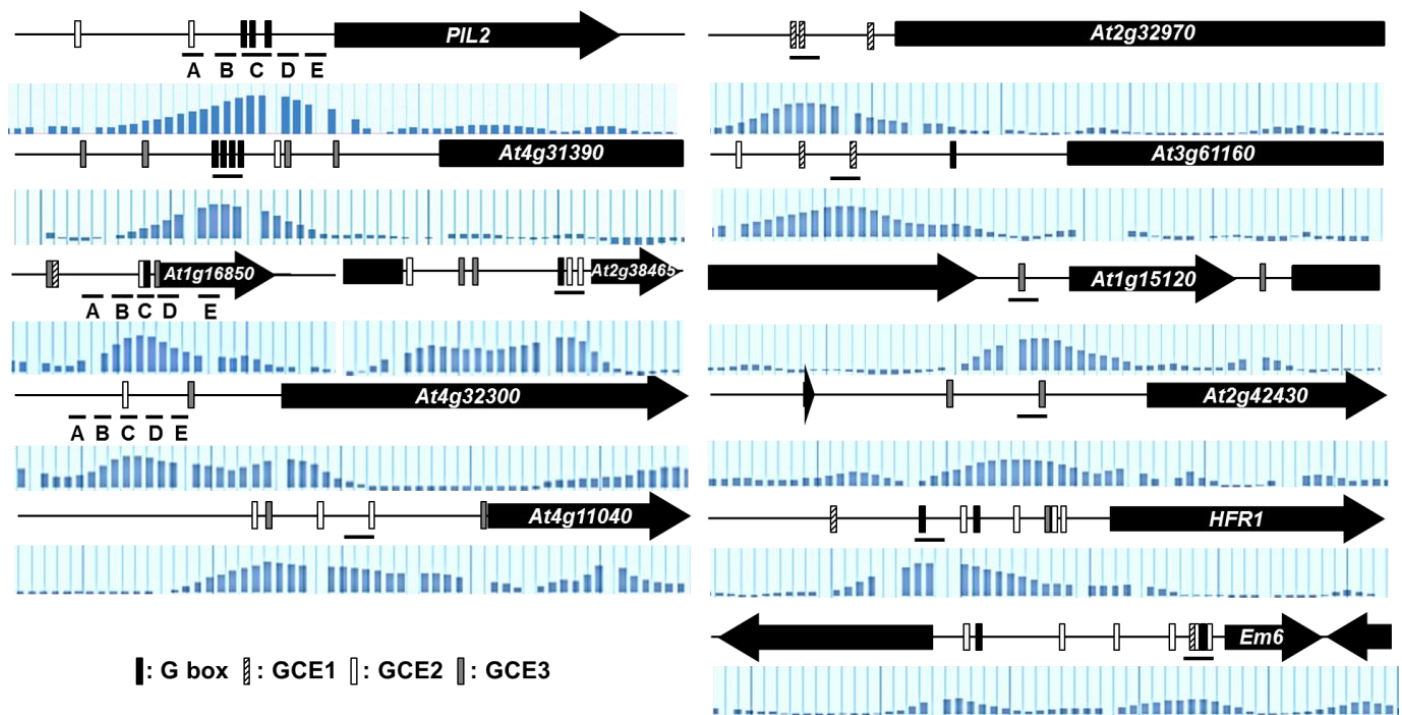 PIL2
A B C D E
At4g31390
At1g16850
At2g38465
A B C D E
At4g32300
A B C D E
At4g11040
: G box : GCE1 : GCE2 : GCE3
At2g32970
At3g61160
At1g15120
At2g42430
HFR1
Em6